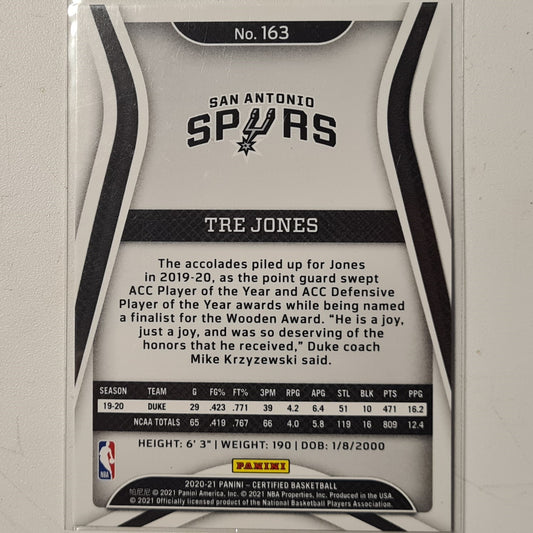 No. 163
SAN ANTONIO
SPURS
TRE JONES
The accolades piled up for Jones
in 2019-20, as the point guard swept
ACC Player of the Year and ACC Defensive
Player of the Year awards while being named
a finalist for the Wooden Award. “He is a joy,
just a joy, and was so deserving of the
honors that he received,” Duke coach
Mike Krzyzewski said.
SEASON TEAM G FG% FT% 3PM RPG APG STL BLK PTS PPG
19-20 DUKE 29 .423 .771 39 4.2 6.4 51 10 471 16.2
NCAA TOTALS 65 .419 .767 66 4.0 5.8 119 16 809 12.4
HEIGHT: 6' 3" | WEIGHT: 190 | DOB: 1/8/2000
NBA
PANINI
2020-21 PANINI – CERTIFIED BASKETBALL
帕尼尼 © 2021 Panini America, Inc. © 2021 NBA Properties, Inc. Produced in the USA.
© 2021 Officially licensed product of the National Basketball Players Association.